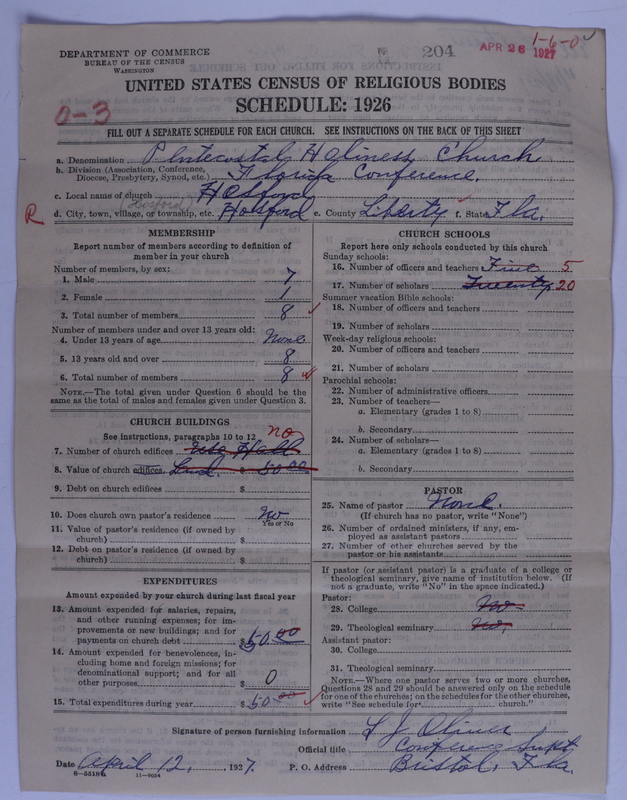 DEPARTMENT OF COMMERCE
BUREAU OF THE CENSUS
WASHINGTON
204
APR 26 1927
1-6-0
UNITED STATES CENSUS OF RELIGIOUS BODIES
SCHEDULE: 1926
0-3
FILL OUT A SEPARATE SCHEDULE FOR EACH CHURCH. SEE INSTRUCTIONS ON THE BACK OF THIS SHEET
a. Denomination Pentecostal Holiness Church
b. Division (Association, Conference, Diocese, Presbytery, Synod, etc.) Florida Conference.
c. Local name of church Hosford
R
d. City, town, village, or township, etc. Hosford e. County Liberty f. State Fla.
MEMBERSHIP
Report number of members according to definition of member in your church
Number of members, by sex:
1. Male 7
2. Female 1
3. Total number of members 8
Number of members under and over 13 years old:
4. Under 13 years of age None
5. 13 years old and over 8
6. Total number of members 8
NOTE.—The total given under Question 6 should be the same as the total of males and females given under Question 3.
CHURCH BUILDINGS
See instructions, paragraphs 10 to 12 no
7. Number of church edifices Use Hall
8. Value of church edifices. Land. $ 50.00
9. Debt on church edifices $
10. Does church own pastor's residence No
Yes or No
11. Value of pastor's residence (if owned by church) $
12. Debt on pastor's residence (if owned by church) $
EXPENDITURES
Amount expended by your church during last fiscal year
13. Amount expended for salaries, repairs, and other running expenses; for improvements or new buildings; and for payments on church debt $ 50.00
14. Amount expended for benevolences, including home and foreign missions; for denominational support; and for all other purposes $ 0
15. Total expenditures during year $ 50.00
CHURCH SCHOOLS
Report here only schools conducted by this church
Sunday schools:
16. Number of officers and teachers Five 5
17. Number of scholars Twenty 20
Summer vacation Bible schools:
18. Number of officers and teachers
19. Number of scholars
Week-day religious schools:
20. Number of officers and teachers
21. Number of scholars
Parochial schools:
22. Number of administrative officers
23. Number of teachers—
a. Elementary (grades 1 to 8)
b. Secondary
24. Number of scholars—
a. Elementary (grades 1 to 8)
b. Secondary
PASTOR
25. Name of pastor None.
(If church has no pastor, write "None")
26. Number of ordained ministers, if any, employed as assistant pastors
27. Number of other churches served by the pastor or his assistants
If pastor (or assistant pastor) is a graduate of a college or theological seminary, give name of institution below. (If not a graduate, write "No" in the space indicated.)
Pastor:
28. College No
29. Theological seminary No.
Assistant pastor:
30. College
31. Theological seminary
NOTE.—Where one pastor serves two or more churches, Questions 28 and 29 should be answered only on the schedule for one of the churches; on the schedules for the other churches, write "See schedule for church."
Signature of person furnishing information L J Oliver
Official title Conference Supt.
Date April 12, 1927. P. O. Address Bristol, Fla.
8-5518a 11-9054